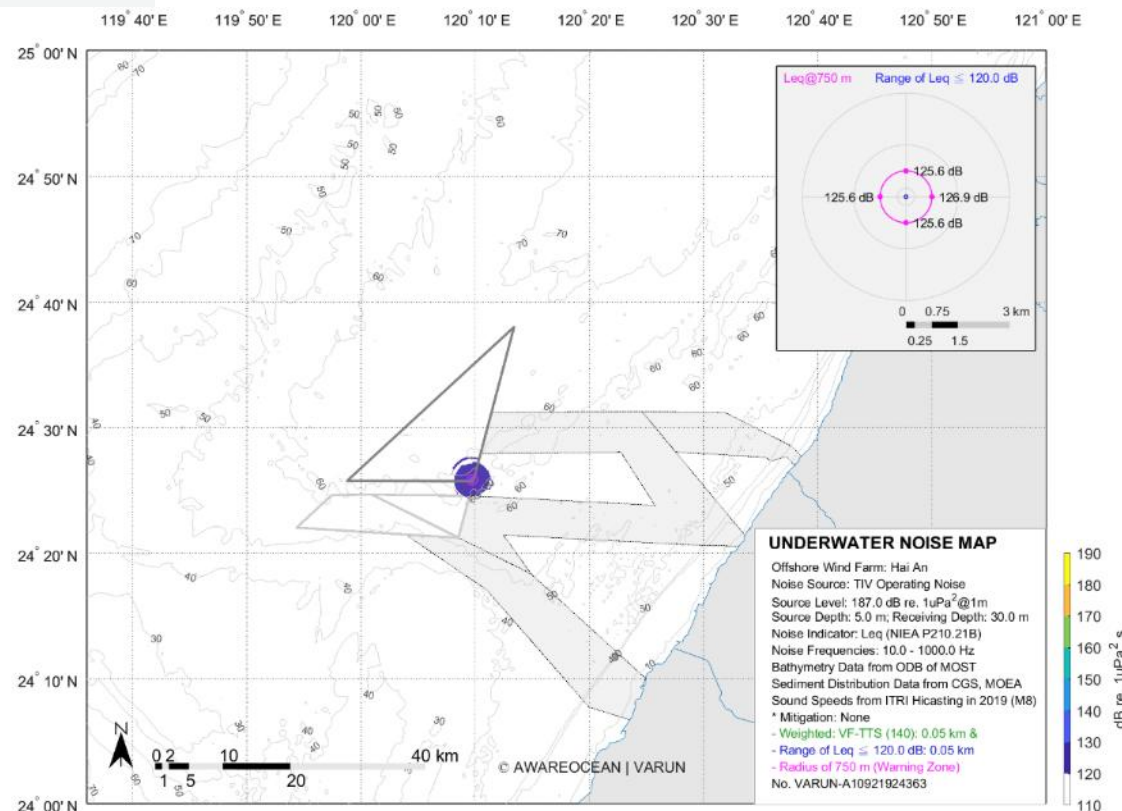 119° 40' E 119° 50' E 120° 00' E 120° 10' E 120° 20' E 120° 30' E 120° 40' E 120° 50' E 121° 00' E
25° 00' N
24° 50' N
24° 40' N
24° 30' N
24° 20' N
24° 10' N
24° 00' N
Leq@750 m Range of Leq ≦ 120.0 dB
125.6 dB
125.6 dB 126.9 dB
125.6 dB
0 0.75 3 km
0.25 1.5
UNDERWATER NOISE MAP
Offshore Wind Farm: Hai An
Noise Source: TIV Operating Noise
Source Level: 187.0 dB re. 1uPa²@1m
Source Depth: 5.0 m; Receiving Depth: 30.0 m
Noise Indicator: Leq (NIEA P210.21B)
Noise Frequencies: 10.0 - 1000.0 Hz
Bathymetry Data from ODB of MOST
Sediment Distribution Data from CGS, MOEA
Sound Speeds from ITRI Hicasting in 2019 (M8)
* Mitigation: None
- Weighted: VF-TTS (140): 0.05 km &
- Range of Leq ≦ 120.0 dB: 0.05 km
- Radius of 750 m (Warning Zone)
No. VARUN-A10921924363
N
0 2 10 40 km
1 5 20
© AWAREOCEAN | VARUN
190
180
170
160
150
140
130
120
110
dB re. 1uPa² s